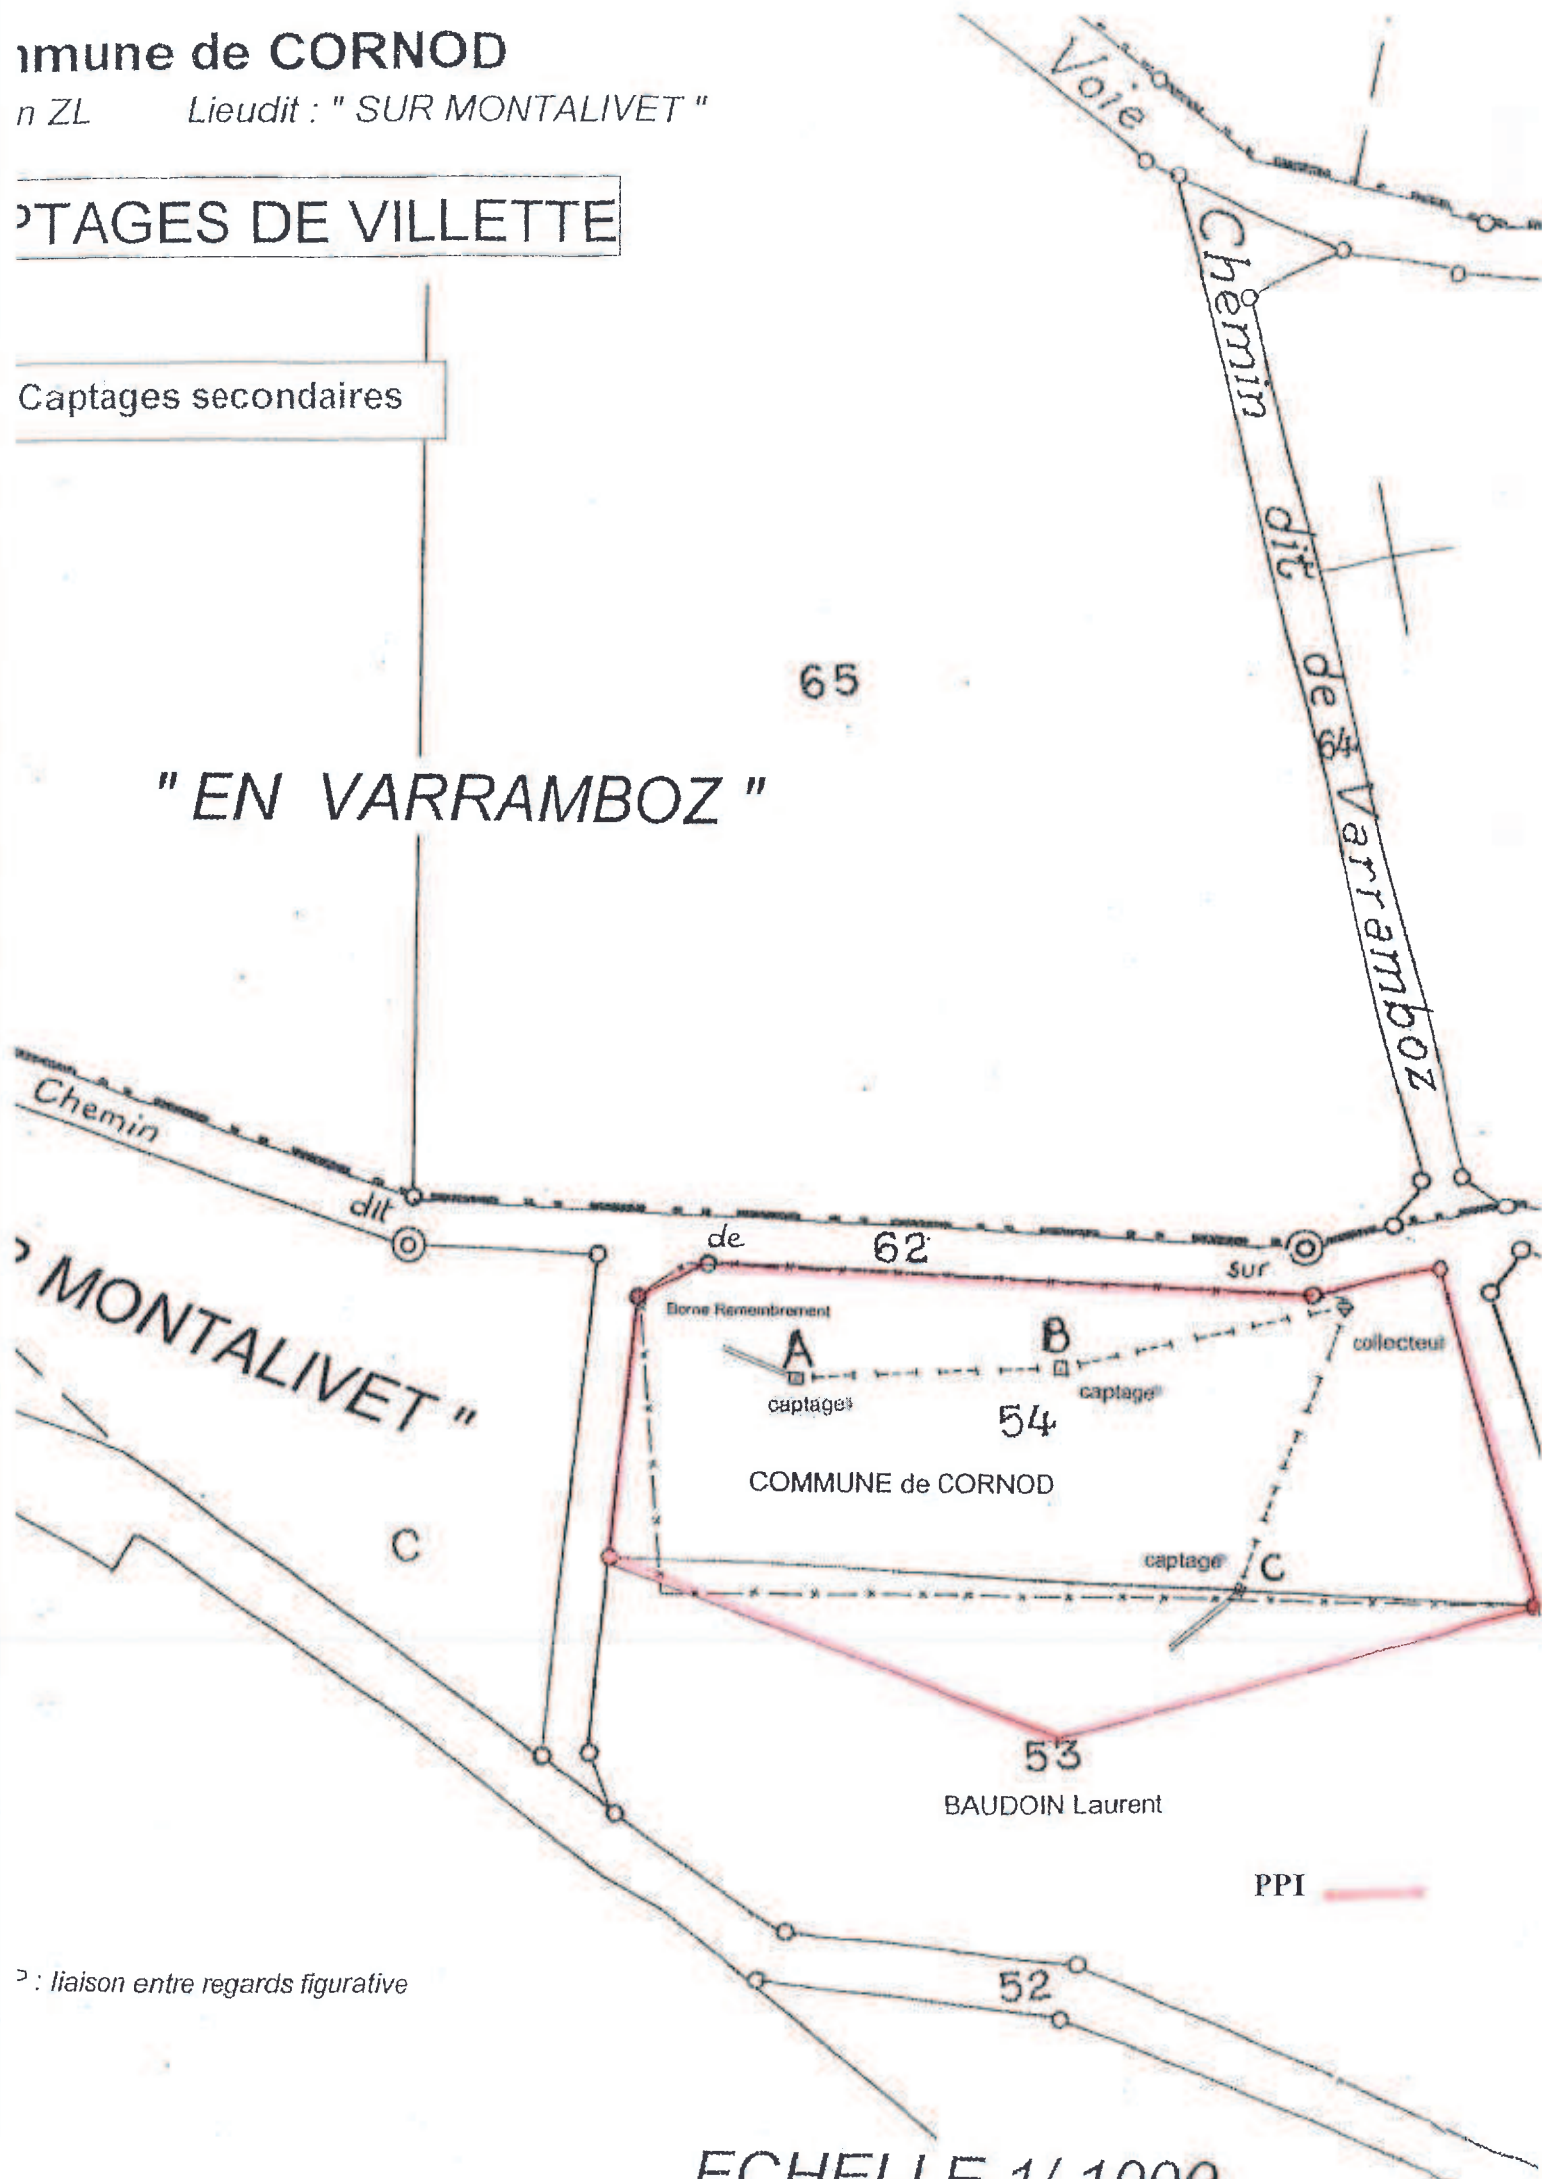 mmune de CORNOD
n ZL Lieudit : " SUR MONTALIVET "
PTAGES DE VILLETTE
Captages secondaires
Voie
Chemin dit de Varramboz
64
65
" EN VARRAMBOZ "
Chemin dit de sur
62
MONTALIVET "
Borne Remembrement
A
captage
B
captage
collecteur
54
COMMUNE de CORNOD
C
captage C
53
BAUDOIN Laurent
PPI
: liaison entre regards figurative
52
ECHELLE 1/ 1000